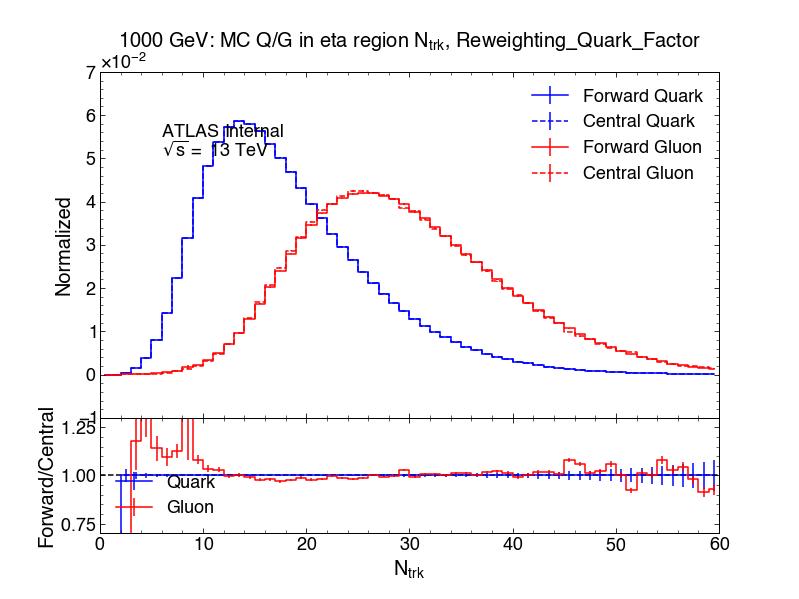 1000 GeV: MC Q/G in eta region N_trk, Reweighting_Quark_Factor
×10⁻²
7
6
5
4
3
2
1
0
−1
Normalized
ATLAS Internal
√s = 13 TeV
Forward Quark
Central Quark
Forward Gluon
Central Gluon
1.25
1.00
0.75
Forward/Central
Quark
Gluon
0 10 20 30 40 50 60
N_trk